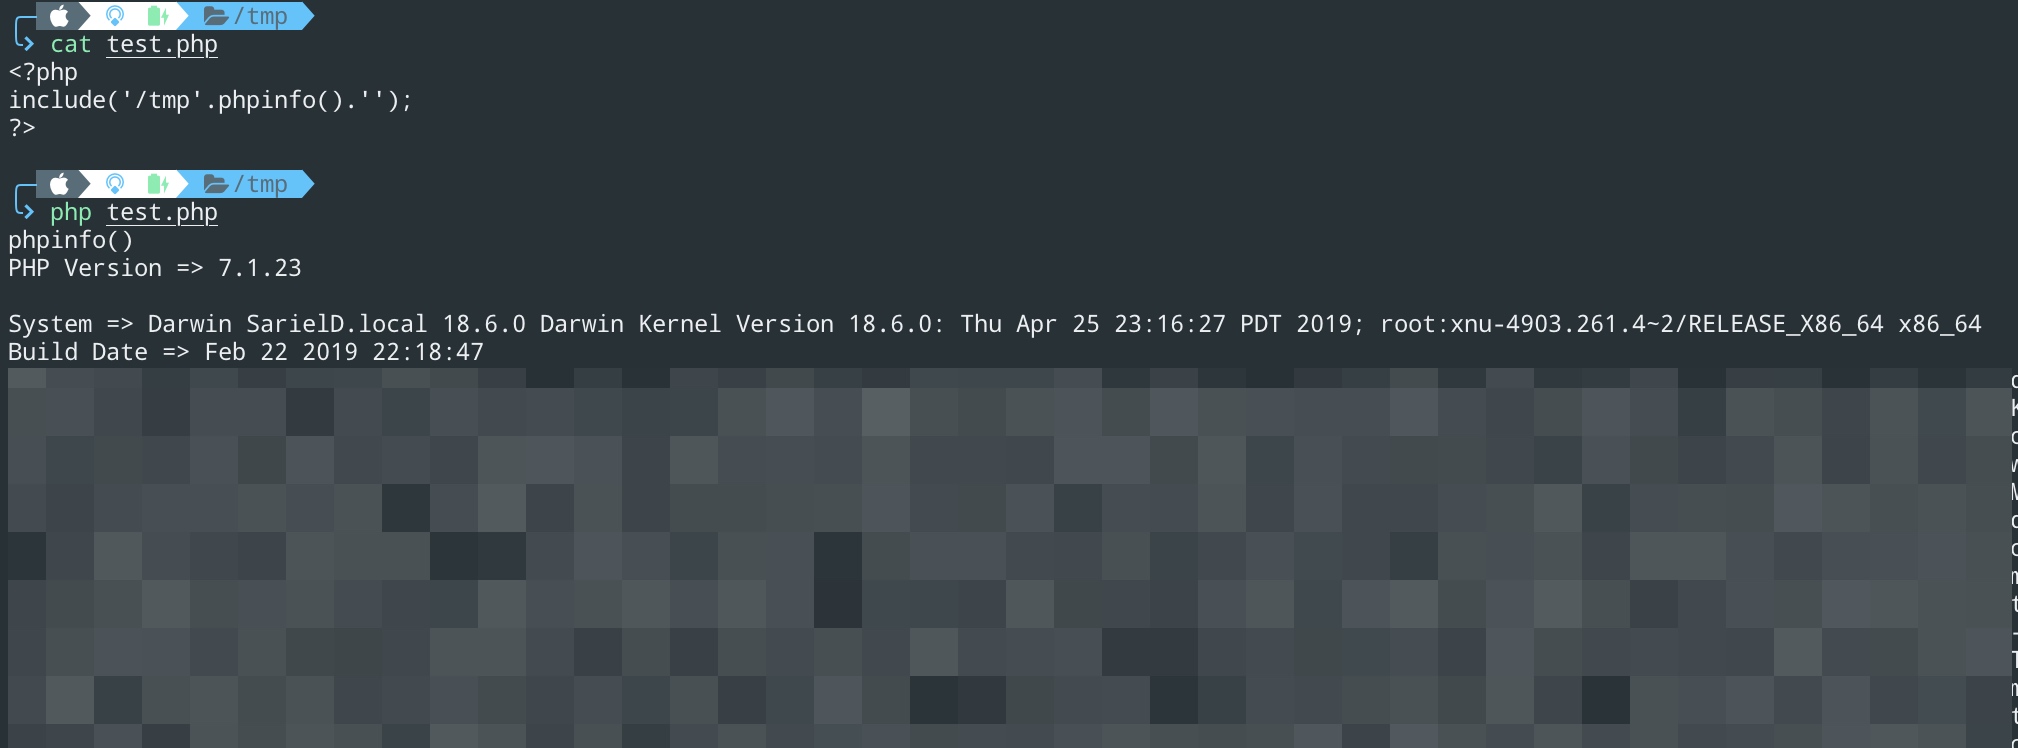 /tmp
cat test.php
<?php
include('/tmp'.phpinfo().'');
?>
/tmp
php test.php
phpinfo()
PHP Version => 7.1.23
System => Darwin SarielD.local 18.6.0 Darwin Kernel Version 18.6.0: Thu Apr 25 23:16:27 PDT 2019; root:xnu-4903.261.4~2/RELEASE_X86_64 x86_64
Build Date => Feb 22 2019 22:18:47